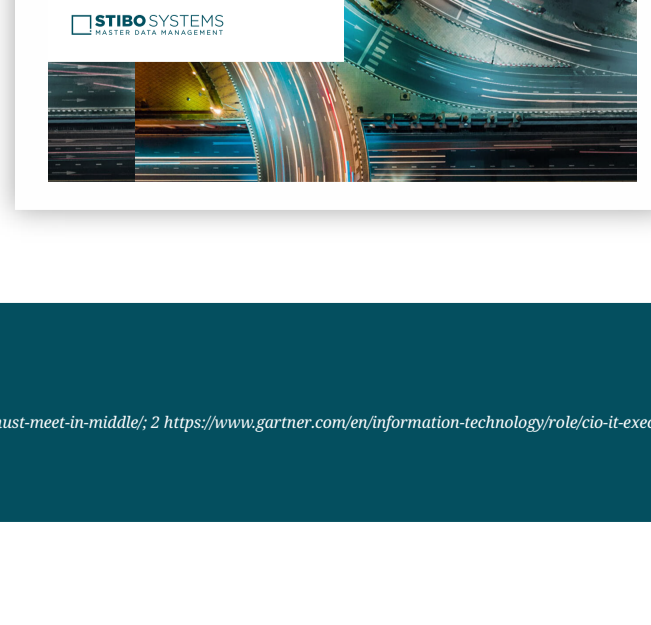 STIBO SYSTEMS
MASTER DATA MANAGEMENT
ust-meet-in-middle/; 2 https://www.gartner.com/en/information-technology/role/cio-it-exec